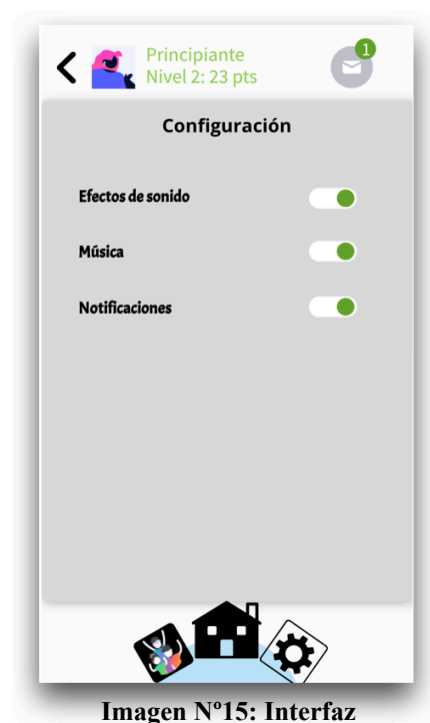 Principiante
Nivel 2: 23 pts
1
Configuración
Efectos de sonido
Música
Notificaciones
Imagen Nº15: Interfaz